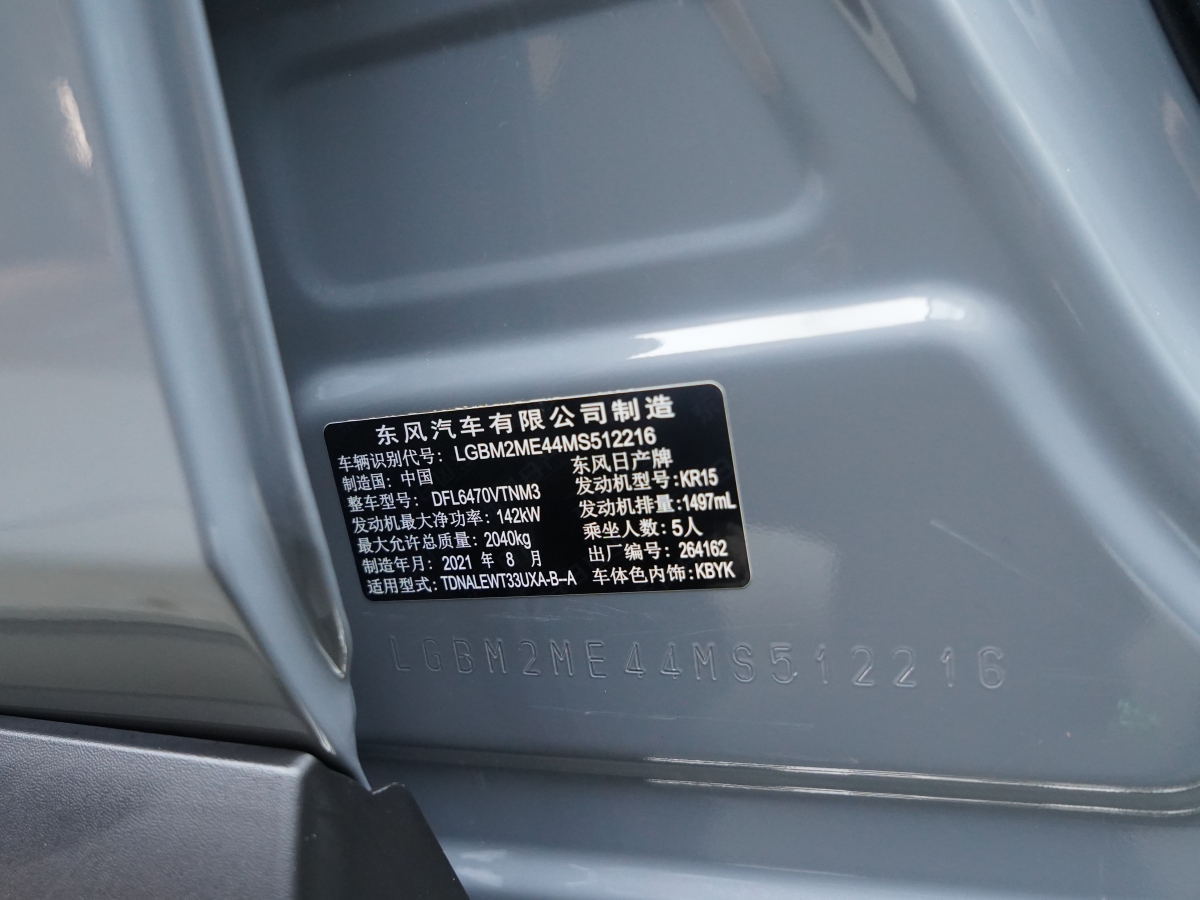 东风汽车有限公司制造
车辆识别代号：LGBM2ME44MS512216
制造国：中国 东风日产牌
整车型号：DFL6470VTNM3 发动机型号:KR15
发动机最大净功率：142kW 发动机排量:1497mL
最大允许总质量：2040kg 乘坐人数：5人
制造年月：2021 年 8 月 出厂编号：264162
适用型式：TDNALEWT33UXA-B-A 车体色内饰:KBYK
LGBM2ME44MS512216